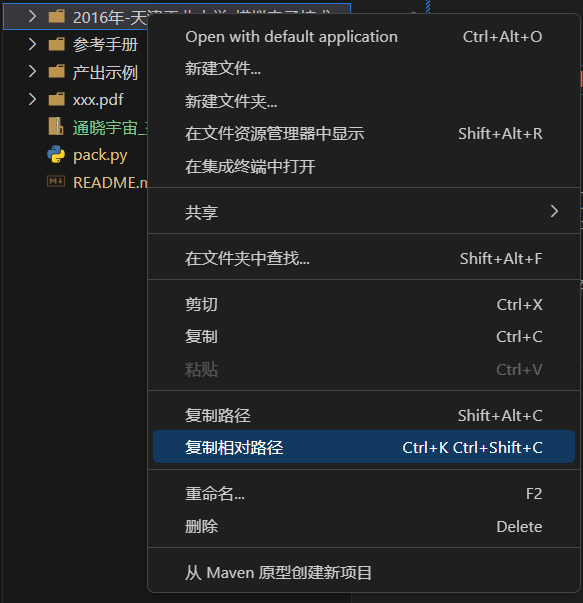 2016年-天津
Open with default application Ctrl+Alt+O
参考手册
新建文件...
产出示例
xxx.pdf
新建文件夹...
通晓宇宙_
在文件资源管理器中显示 Shift+Alt+R
pack.py
在集成终端中打开
README.m
共享
在文件夹中查找... Shift+Alt+F
剪切 Ctrl+X
复制 Ctrl+C
粘贴 Ctrl+V
复制路径 Shift+Alt+C
复制相对路径 Ctrl+K Ctrl+Shift+C
重命名... F2
删除 Delete
从 Maven 原型创建新项目